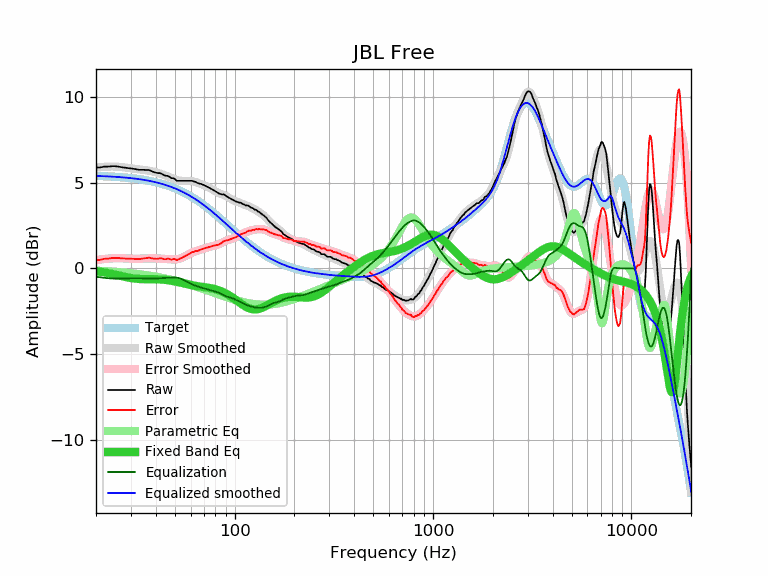 JBL Free
10
5
0
−5
−10
Amplitude (dBr)
Target
Raw Smoothed
Error Smoothed
Raw
Error
Parametric Eq
Fixed Band Eq
Equalization
Equalized smoothed
100
1000
10000
Frequency (Hz)